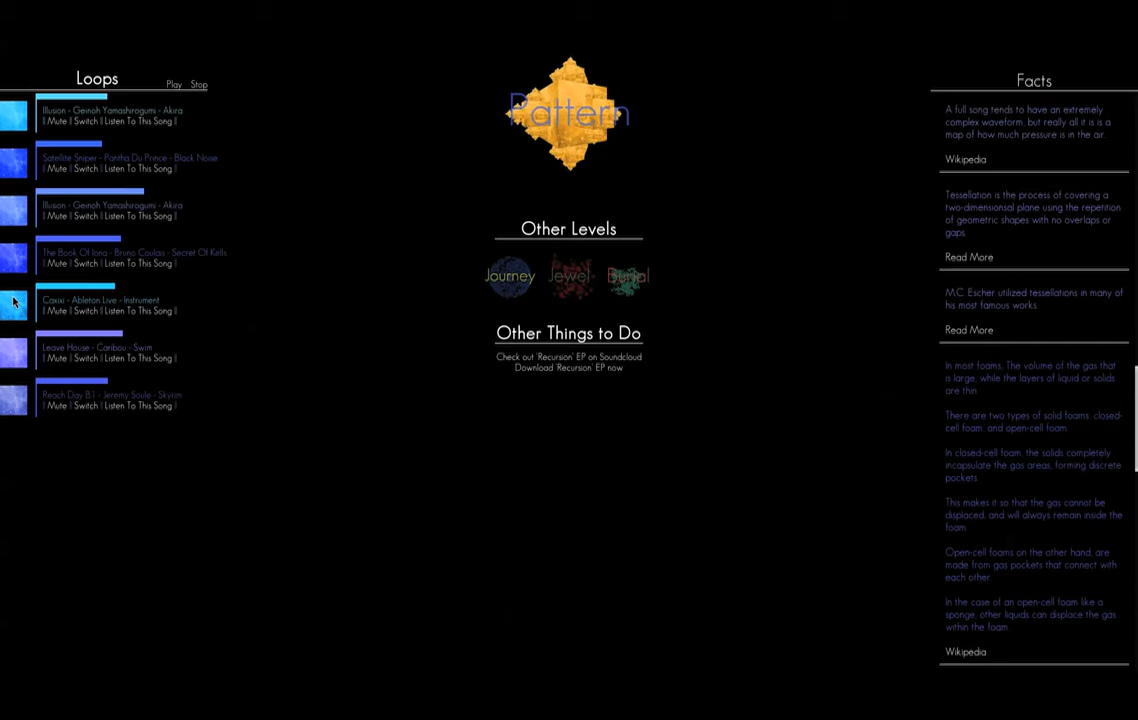 Loops
Play Stop
Illusion - Geinoh Yamashirogumi - Akira
|| Mute || Switch || Listen To This Song ||
Satellite Sniper - Pantha Du Prince - Black Noise
|| Mute || Switch || Listen To This Song ||
Illusion - Geinoh Yamashirogumi - Akira
|| Mute || Switch || Listen To This Song ||
The Book Of Iona - Bruno Coulais - Secret Of Kells
|| Mute || Switch || Listen To This Song ||
Caxixi - Ableton Live - Instrument
|| Mute || Switch || Listen To This Song ||
Leave House - Caribou - Swim
|| Mute || Switch || Listen To This Song ||
Reach Day B1 - Jeremy Soule - Skyrim
|| Mute || Switch || Listen To This Song ||
Pattern
Other Levels
Journey Jewel Burial
Other Things to Do
Check out 'Recursion' EP on Soundcloud
Download 'Recursion' EP now
Facts
A full song tends to have an extremely
complex waveform, but really all it is is a
map of how much pressure is in the air.
Wikipedia
Tessellation is the process of covering a
two-dimensionsal plane using the repetition
of geometric shapes with no overlaps or
gaps.
Read More
M.C. Escher utilized tessellations in many of
his most famous works.
Read More
In most foams, The volume of the gas that
is large, while the layers of liquid or solids
are thin.
There are two types of solid foams: closed-
cell foam, and open-cell foam.
In closed-cell foam, the solids completely
incapsulate the gas areas, forming discrete
pockets.
This makes it so that the gas cannot be
displaced, and will always remain inside the
foam.
Open-cell foams on the other hand, are
made from gas pockets that connect with
each other.
In the case of an open-cell foam like a
sponge, other liquids can displace the gas
within the foam.
Wikipedia